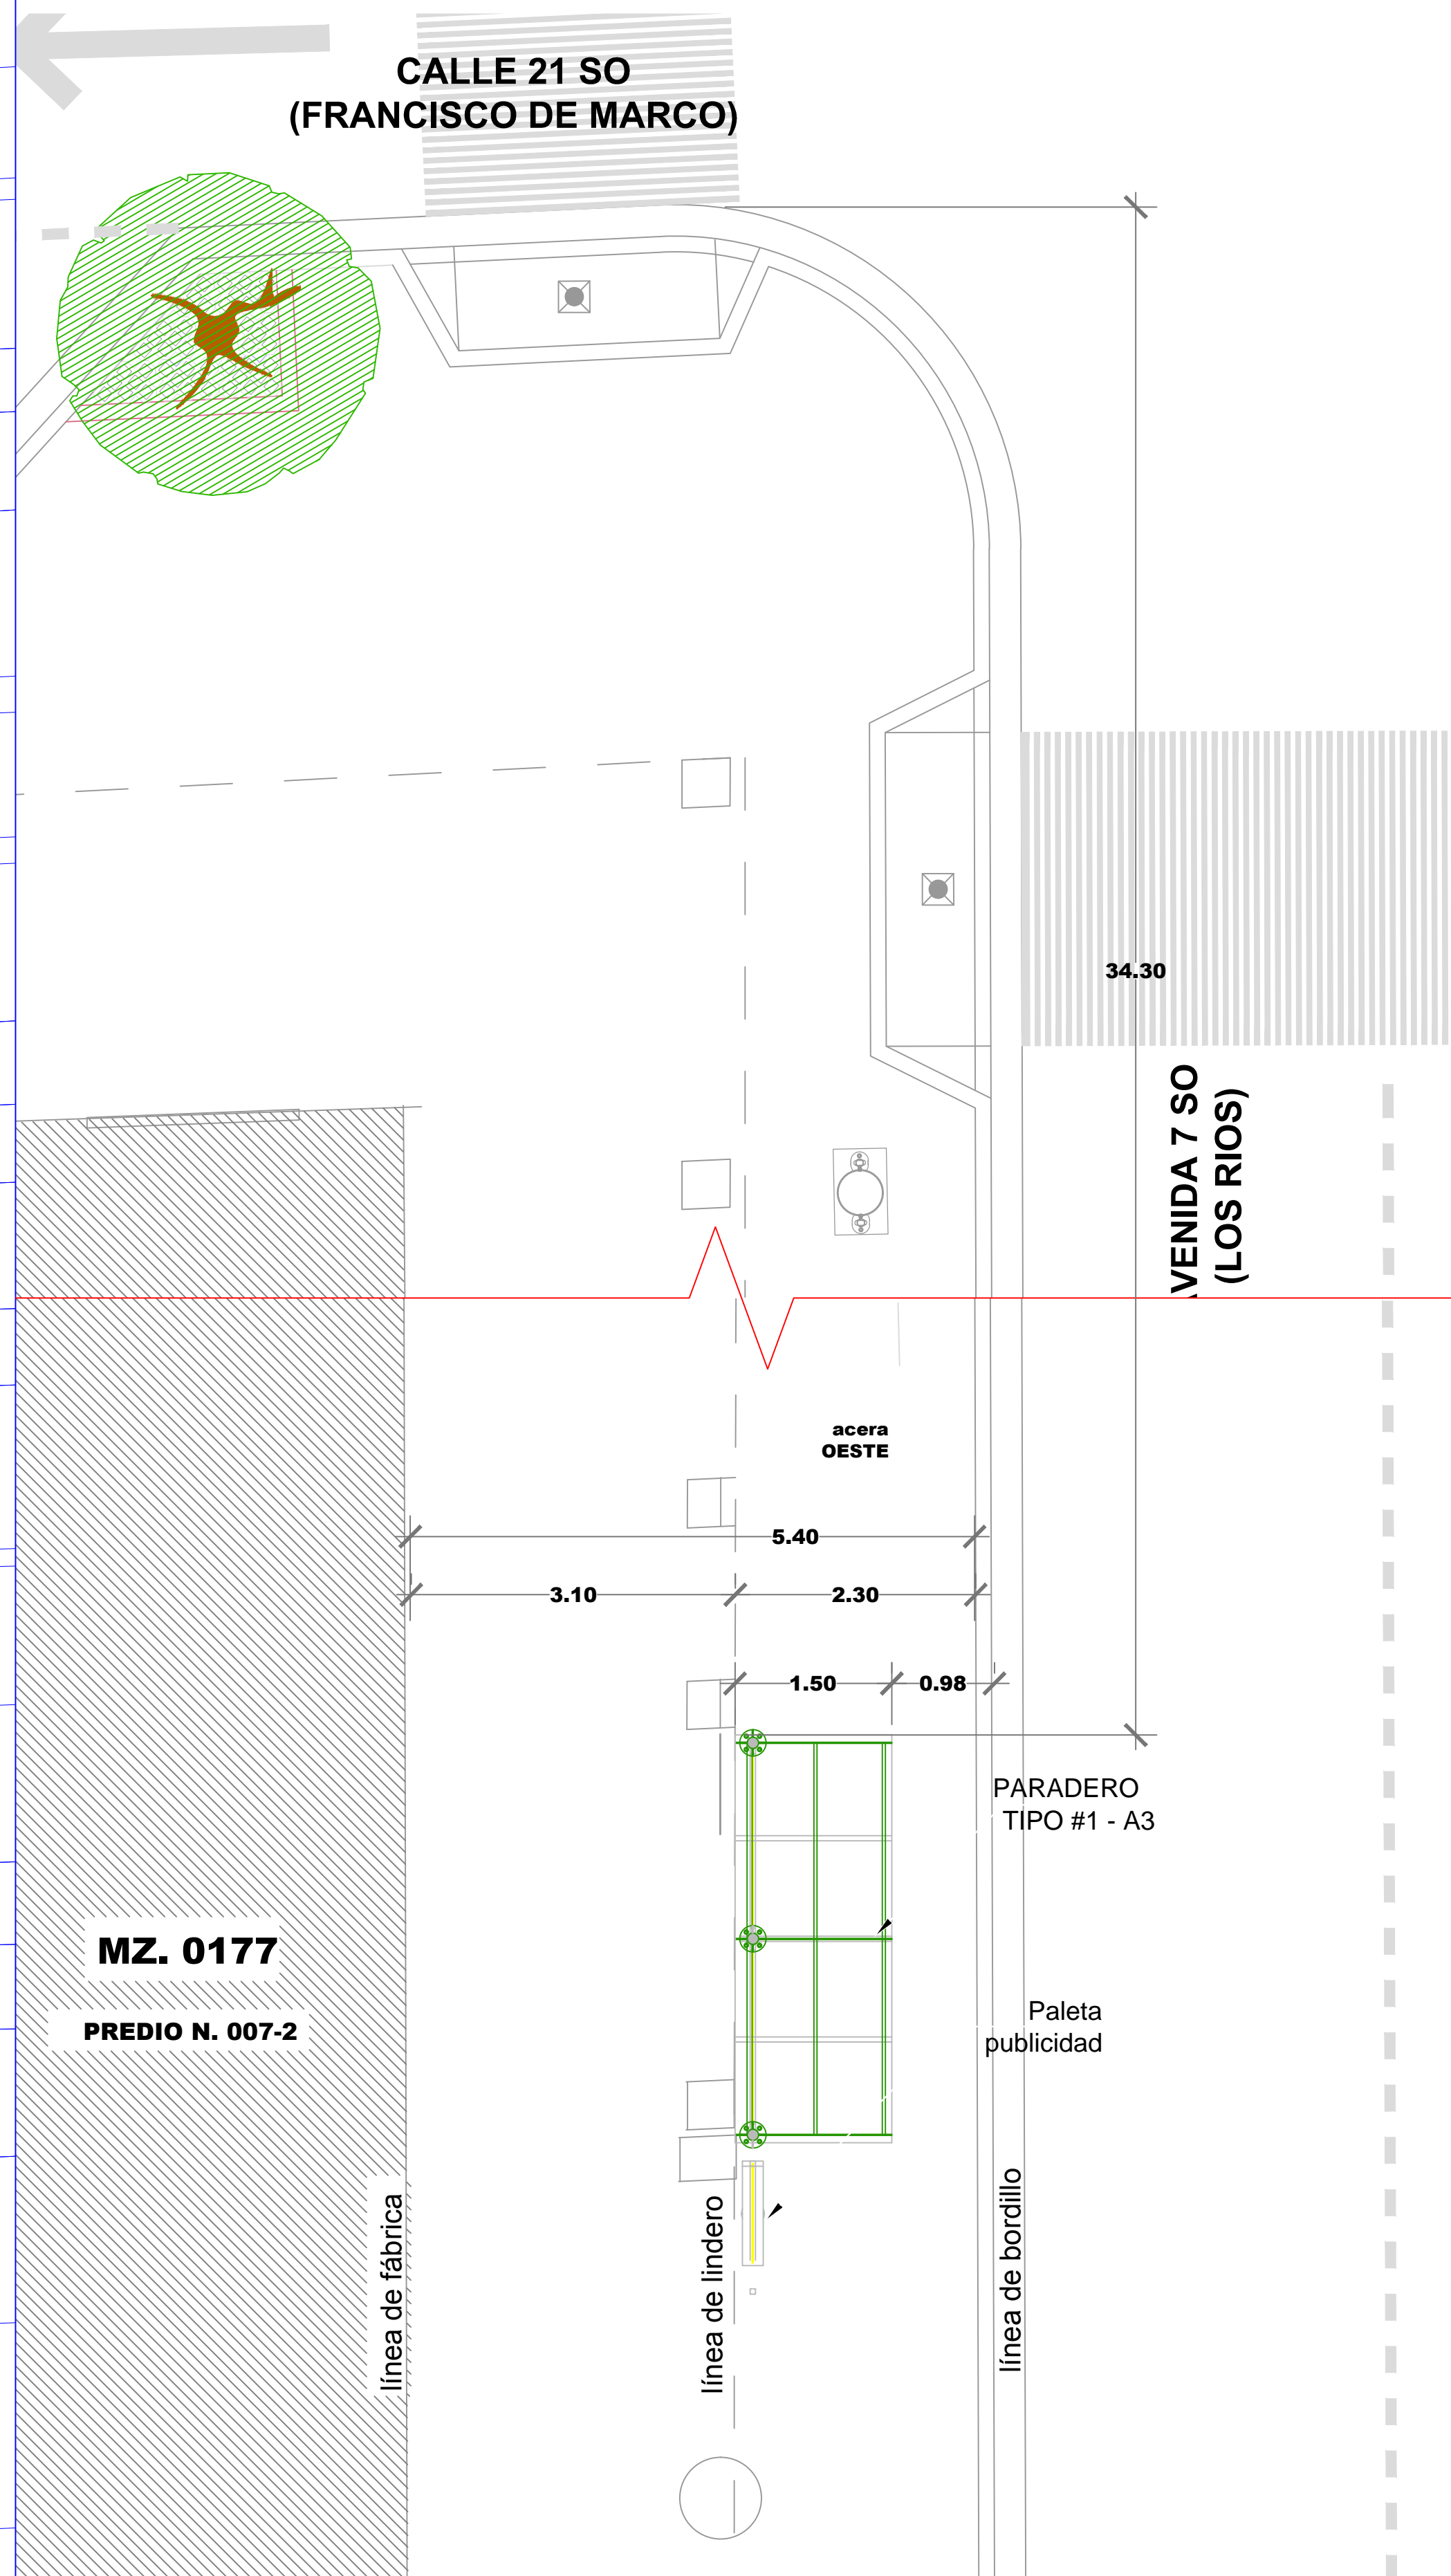 CALLE 21 SO
(FRANCISCO DE MARCO)
34.30
AVENIDA 7 SO
(LOS RIOS)
acera
OESTE
5.40
3.10
2.30
1.50
0.98
PARADERO
TIPO #1 - A3
MZ. 0177
PREDIO N. 007-2
Paleta
publicidad
línea de fábrica
línea de lindero
línea de bordillo